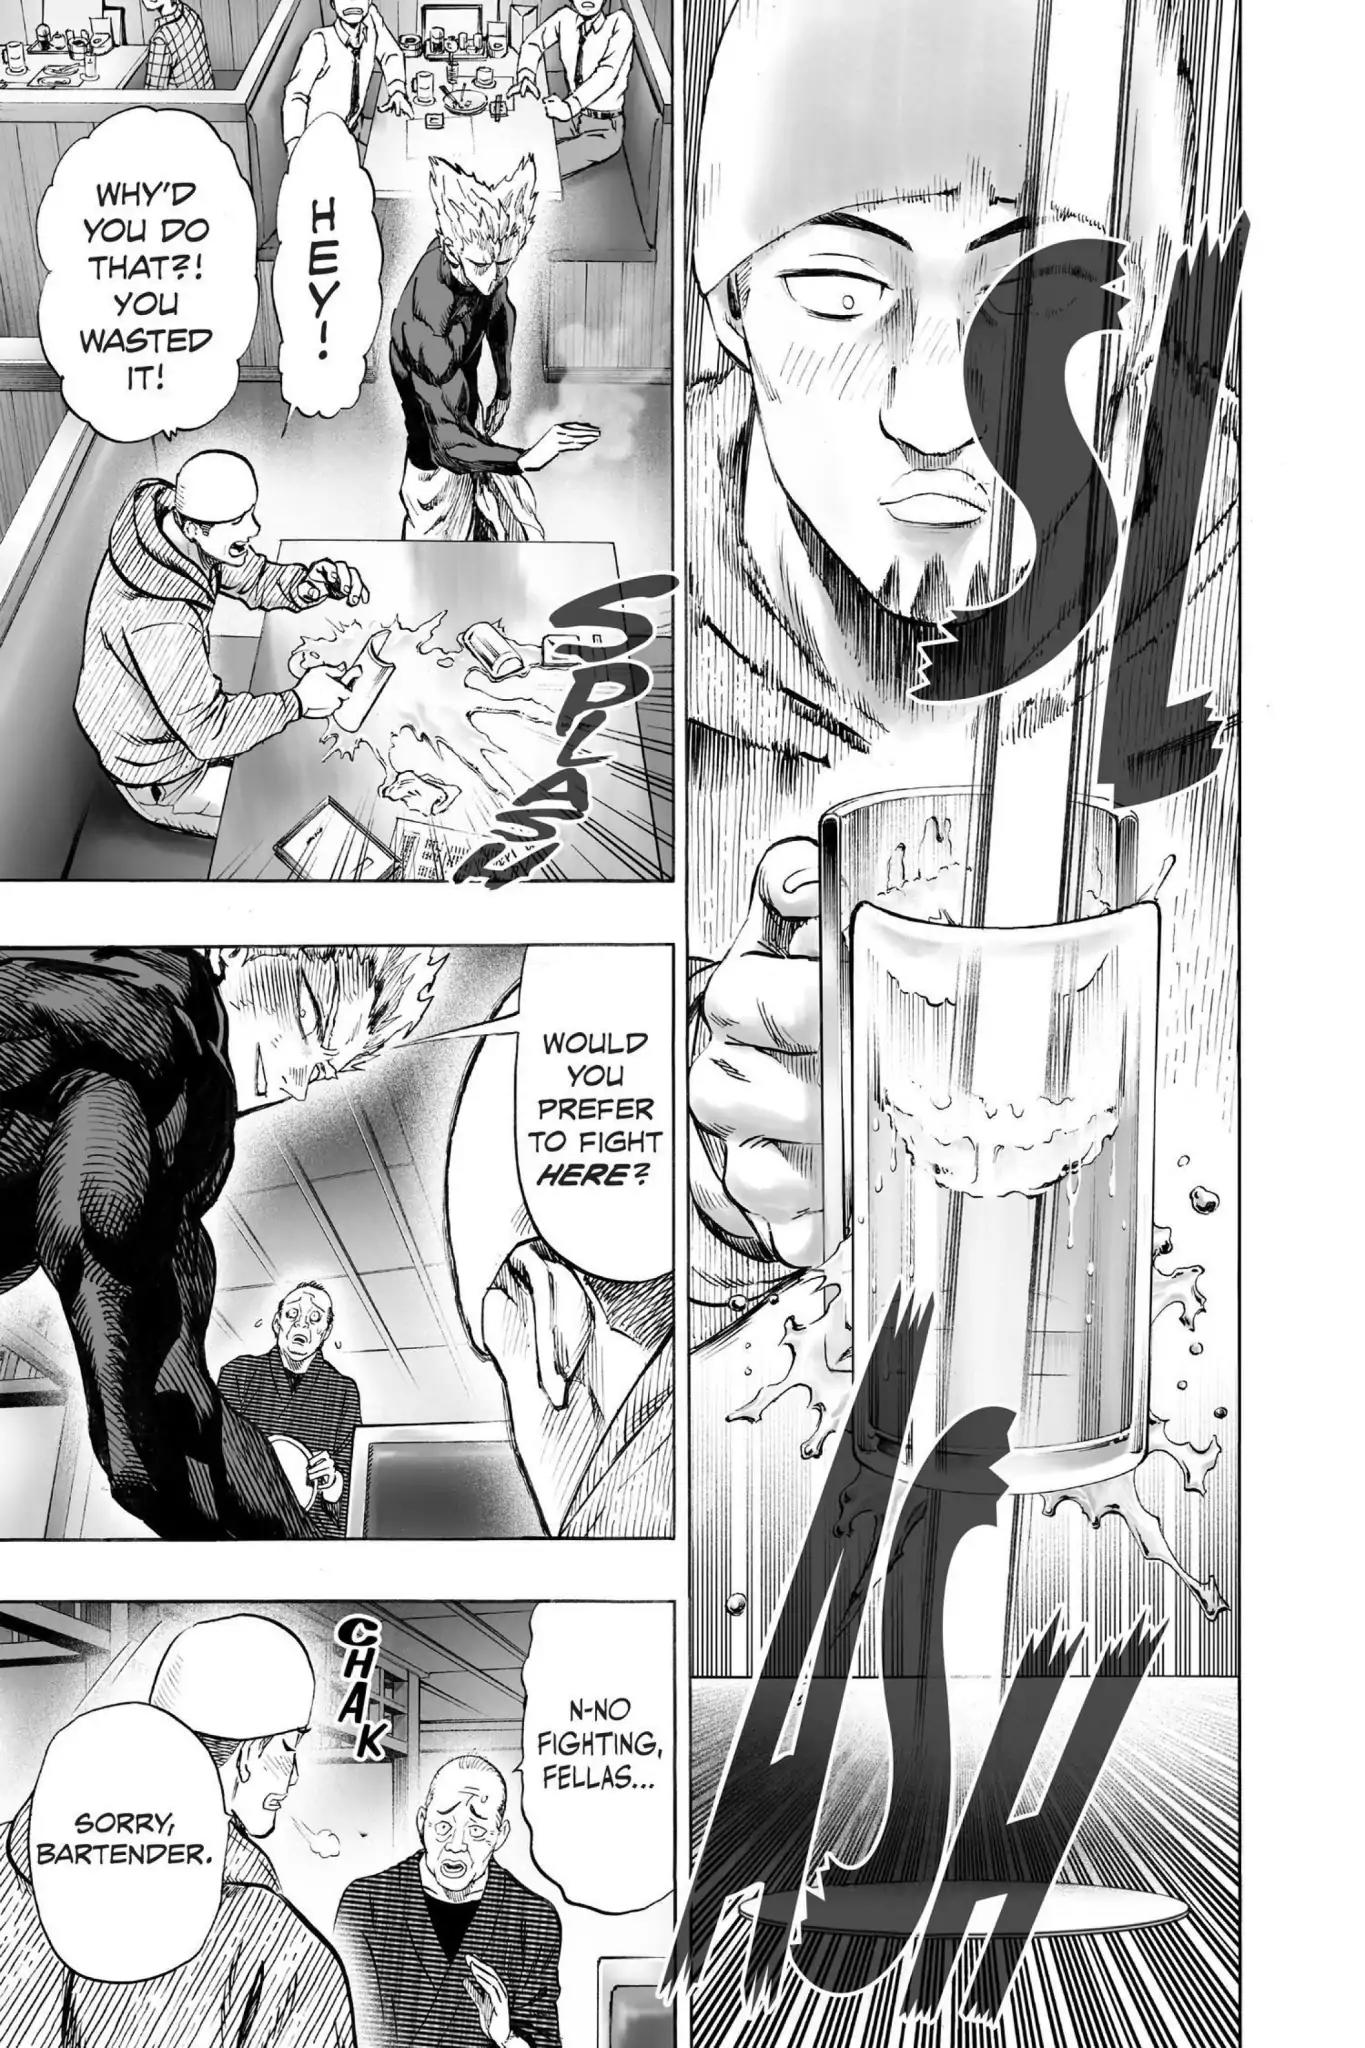 SLASH
HEY!
WHY'D
YOU DO
THAT?!
YOU
WASTED
IT!
SPLASH
WOULD
YOU
PREFER
TO FIGHT
HERE?
N-NO
FIGHTING,
FELLAS...
CHAK
SORRY,
BARTENDER.